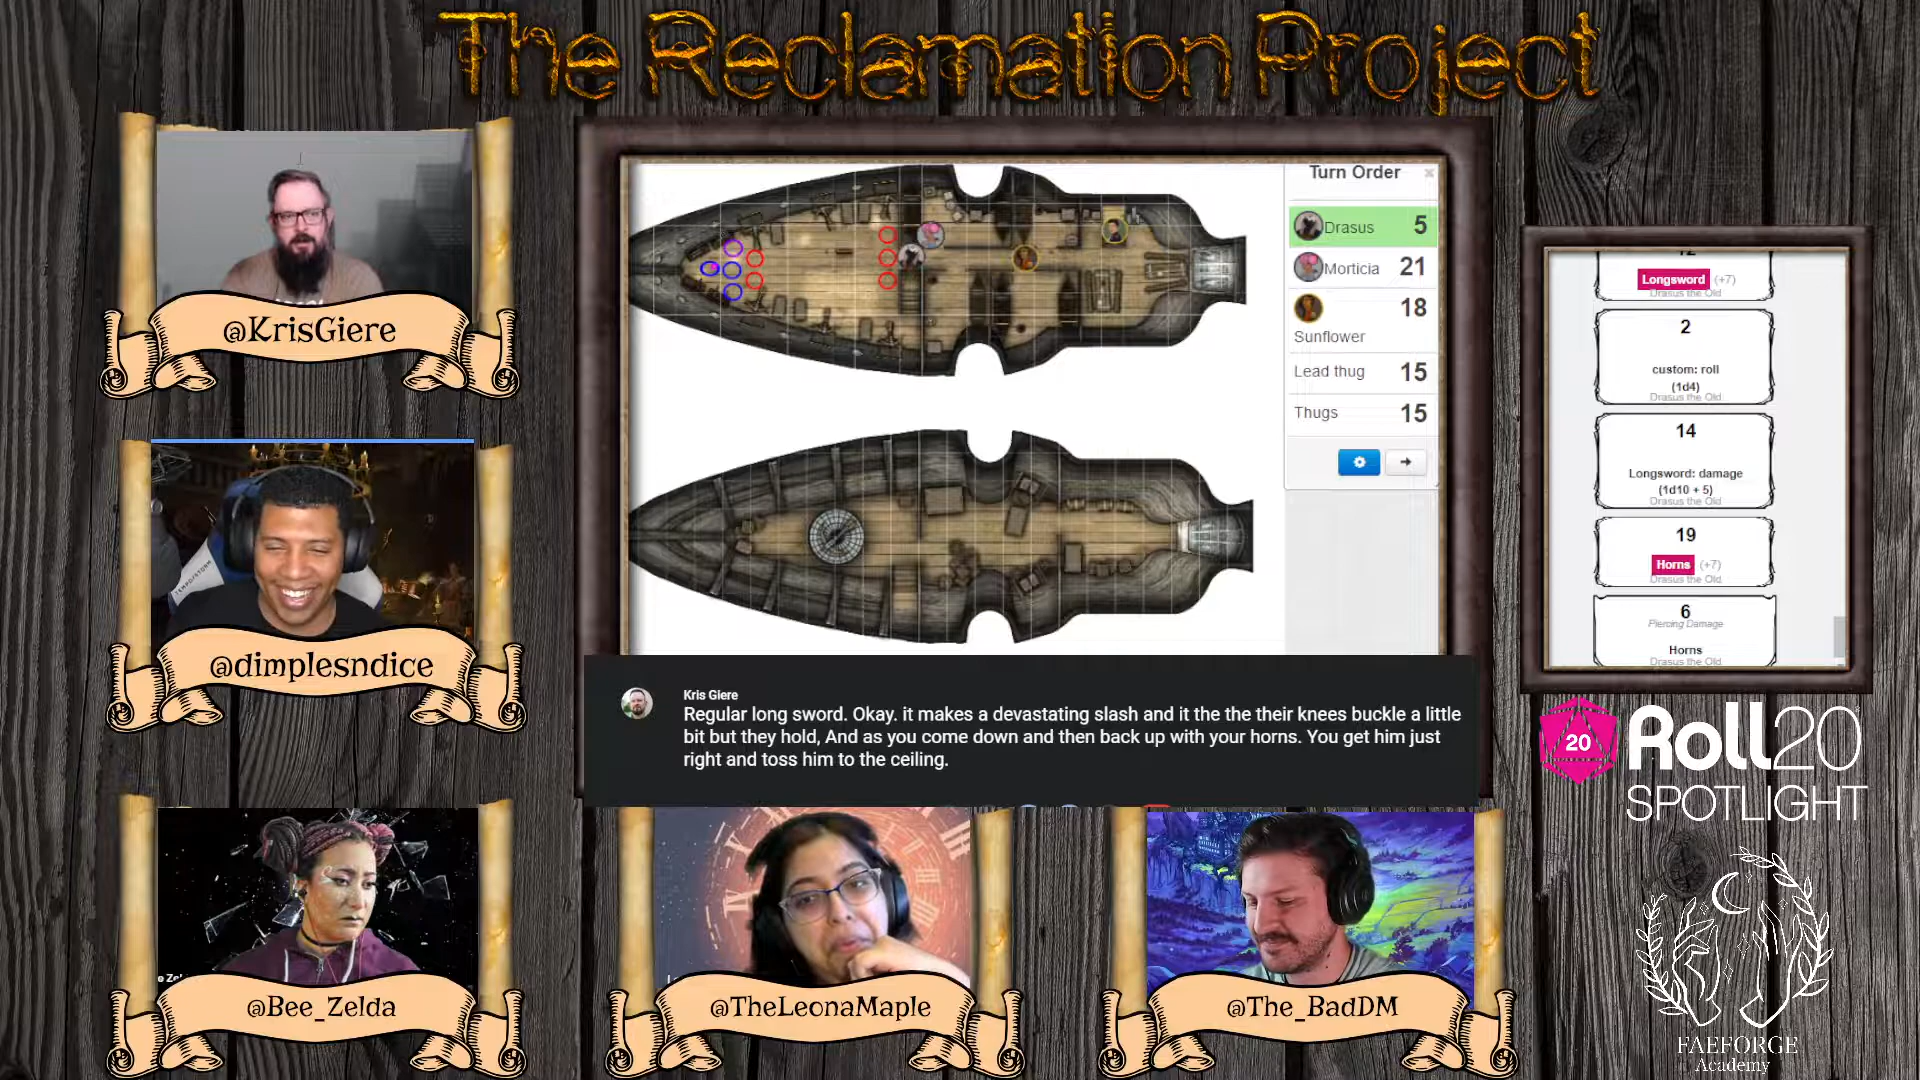 The Reclamation Project
@KrisGiere
@dimplesndice
@Bee_Zelda
@TheLeonaMaple
@The_BadDM
Turn Order
Drasus 5
Morticia 21
18
Sunflower
Lead thug 15
Thugs 15
Kris Giere
Regular long sword. Okay. it makes a devastating slash and it the the their knees buckle a little
bit but they hold, And as you come down and then back up with your horns. You get him just
right and toss him to the ceiling.
12
Longsword (+7)
Drasus the Old
2
custom: roll
(1d4)
Drasus the Old
14
Longsword: damage
(1d10 + 5)
Drasus the Old
19
Horns (+7)
Drasus the Old
6
Piercing Damage
Horns
Drasus the Old
20
Roll20
SPOTLIGHT
FAEFORGE
Academy